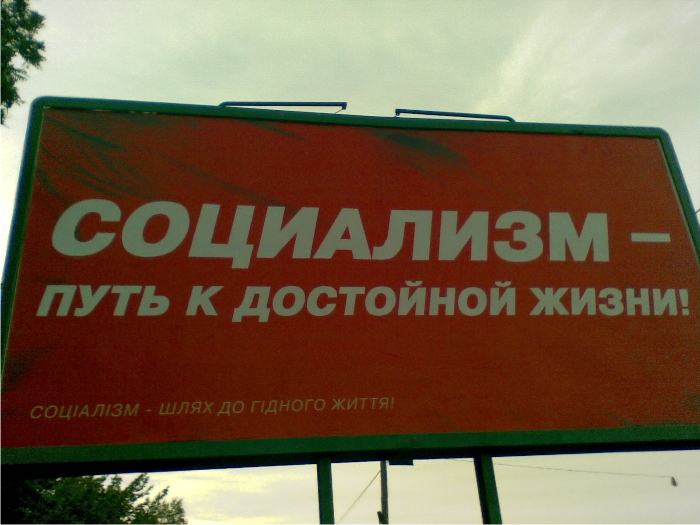 СОЦИАЛИЗМ –
ПУТЬ К ДОСТОЙНОЙ ЖИЗНИ!
СОЦІАЛІЗМ - ШЛЯХ ДО ГІДНОГО ЖИТТЯ!